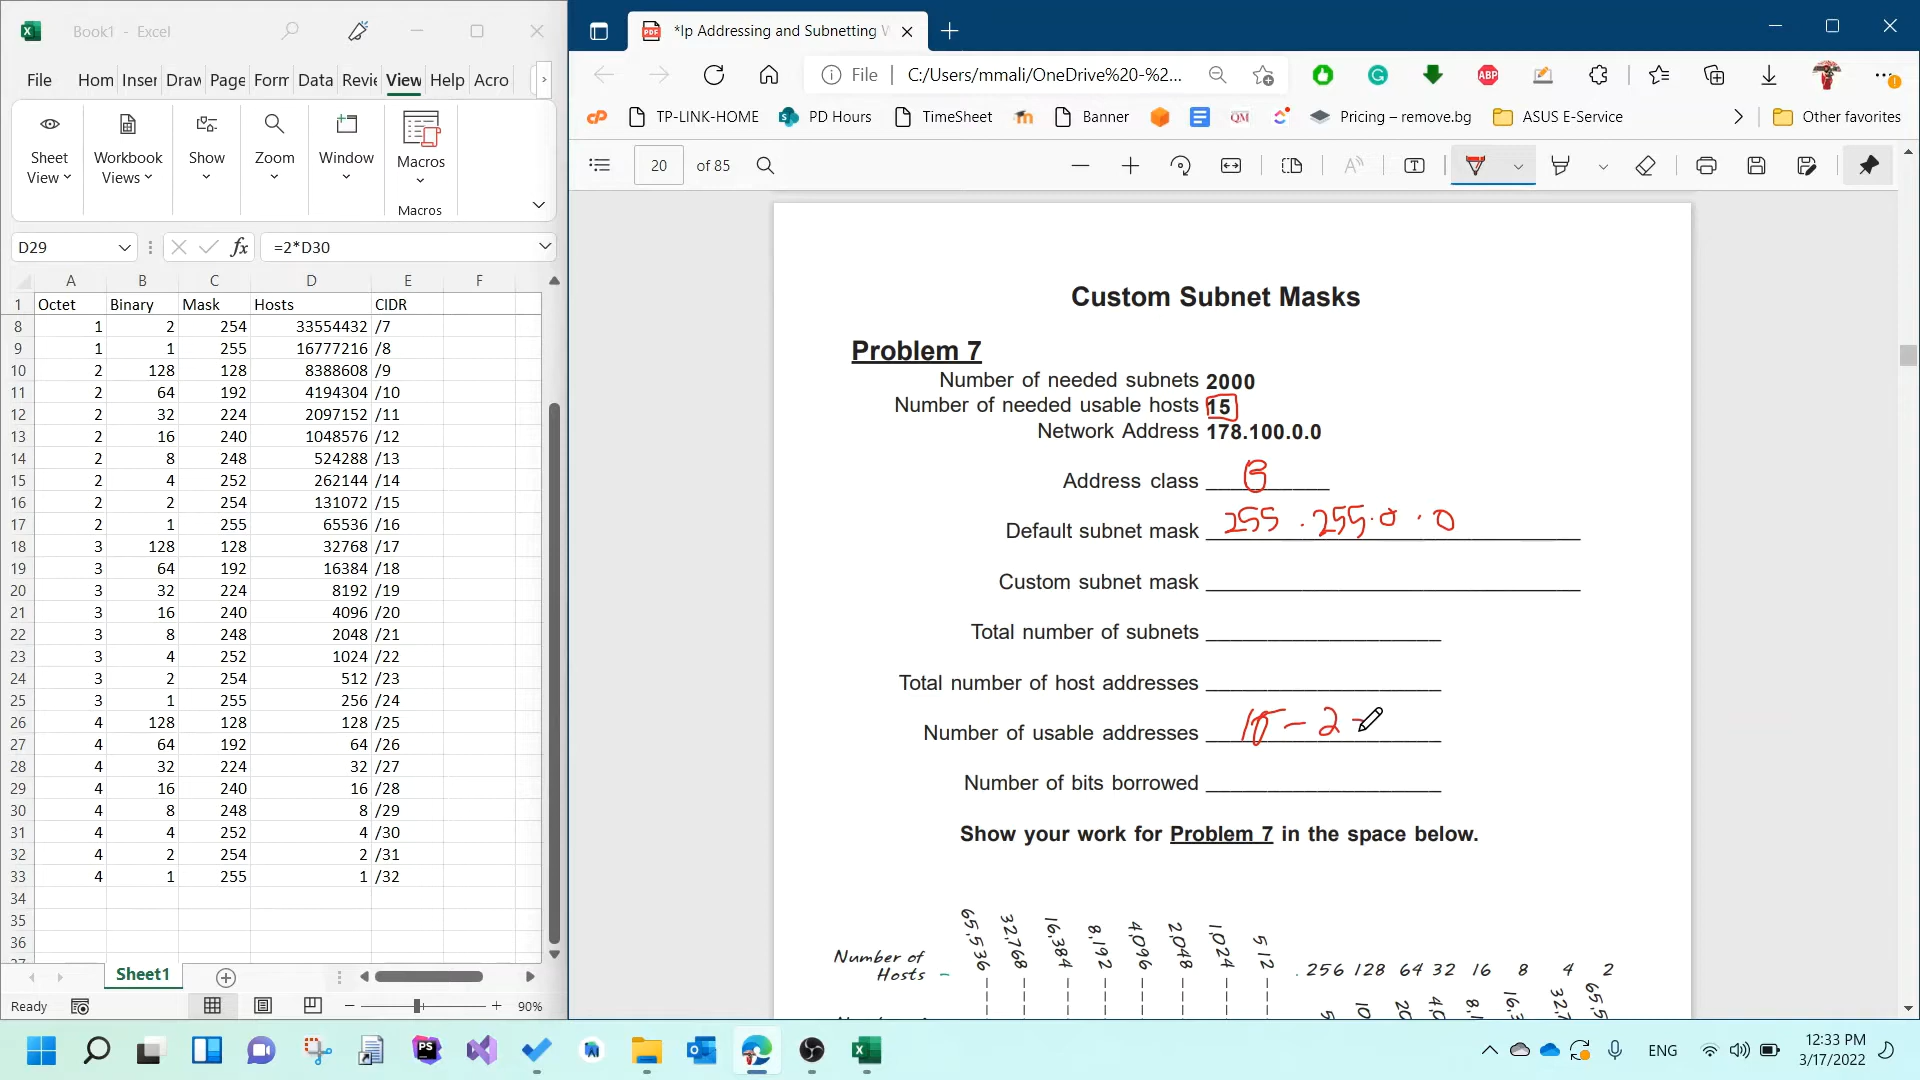 Book1 - Excel
File Hom Inser Drav Page Form Data Revie View Help Acro
Sheet View Workbook Views Show Zoom Window Macros
Macros
D29 fx =2*D30
A B C D E F
1 Octet Binary Mask Hosts CIDR
8 1 2 254 33554432 /7
9 1 1 255 16777216 /8
10 2 128 128 8388608 /9
11 2 64 192 4194304 /10
12 2 32 224 2097152 /11
13 2 16 240 1048576 /12
14 2 8 248 524288 /13
15 2 4 252 262144 /14
16 2 2 254 131072 /15
17 2 1 255 65536 /16
18 3 128 128 32768 /17
19 3 64 192 16384 /18
20 3 32 224 8192 /19
21 3 16 240 4096 /20
22 3 8 248 2048 /21
23 3 4 252 1024 /22
24 3 2 254 512 /23
25 3 1 255 256 /24
26 4 128 128 128 /25
27 4 64 192 64 /26
28 4 32 224 32 /27
29 4 16 240 16 /28
30 4 8 248 8 /29
31 4 4 252 4 /30
32 4 2 254 2 /31
33 4 1 255 1 /32
34
35
36
Sheet1
Ready 90%
*Ip Addressing and Subnetting
File C:/Users/mmali/OneDrive%20-%2...
ABP
TP-LINK-HOME PD Hours TimeSheet Banner QM Pricing – remove.bg ASUS E-Service Other favorites
20 of 85
Custom Subnet Masks
Problem 7
Number of needed subnets 2000
Number of needed usable hosts 15
Network Address 178.100.0.0
Address class B
Default subnet mask 255 . 255 . 0 . 0
Custom subnet mask
Total number of subnets
Total number of host addresses
Number of usable addresses – 2
Number of bits borrowed
Show your work for Problem 7 in the space below.
Number of Hosts - 65,536 32,768 16,384 8,192 4,096 2,048 1,024 512 . 256 128 64 32 16 8 4 2
ENG
12:33 PM
3/17/2022